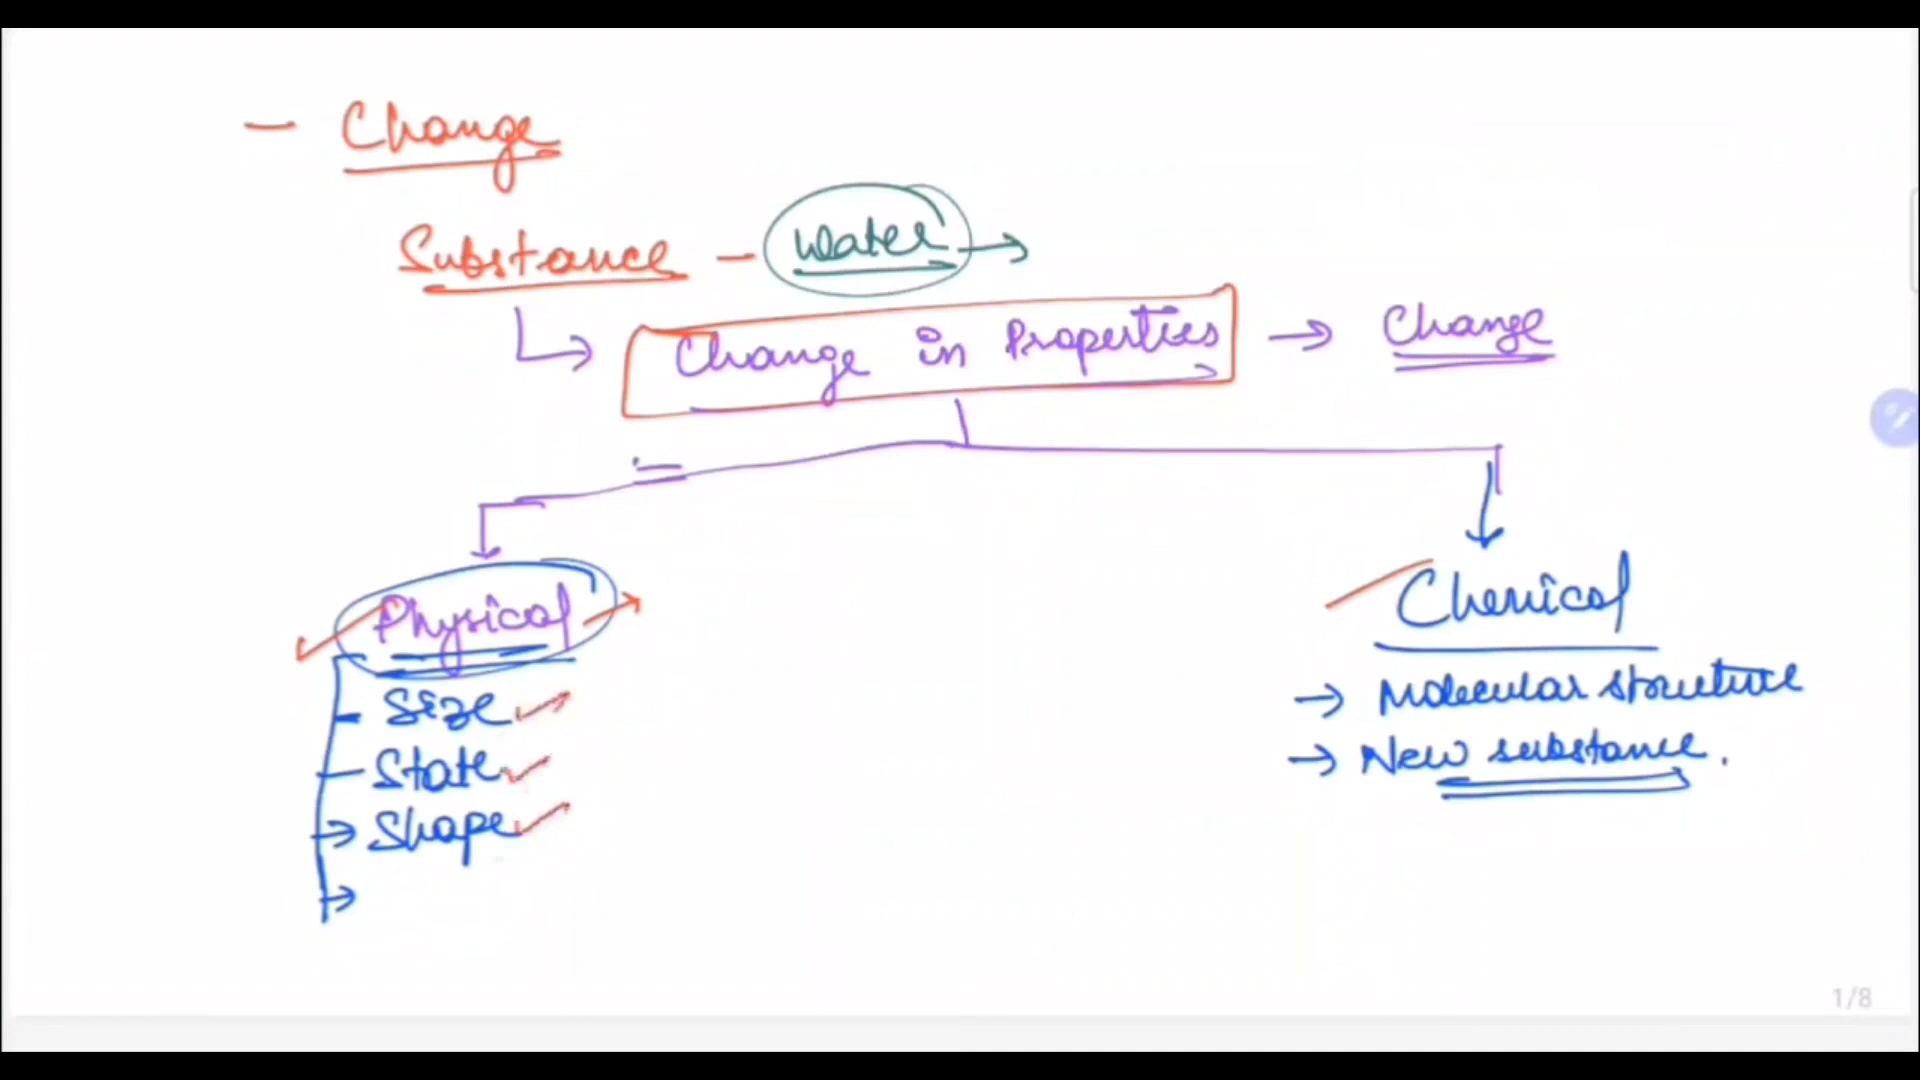 - Change
Substance - Water →
↳ Change in Properties → Change
Physical
Chemical
- Size ✓
- State ✓
→ Shape ✓
→
→ Molecular structure
→ New substance.
1/8